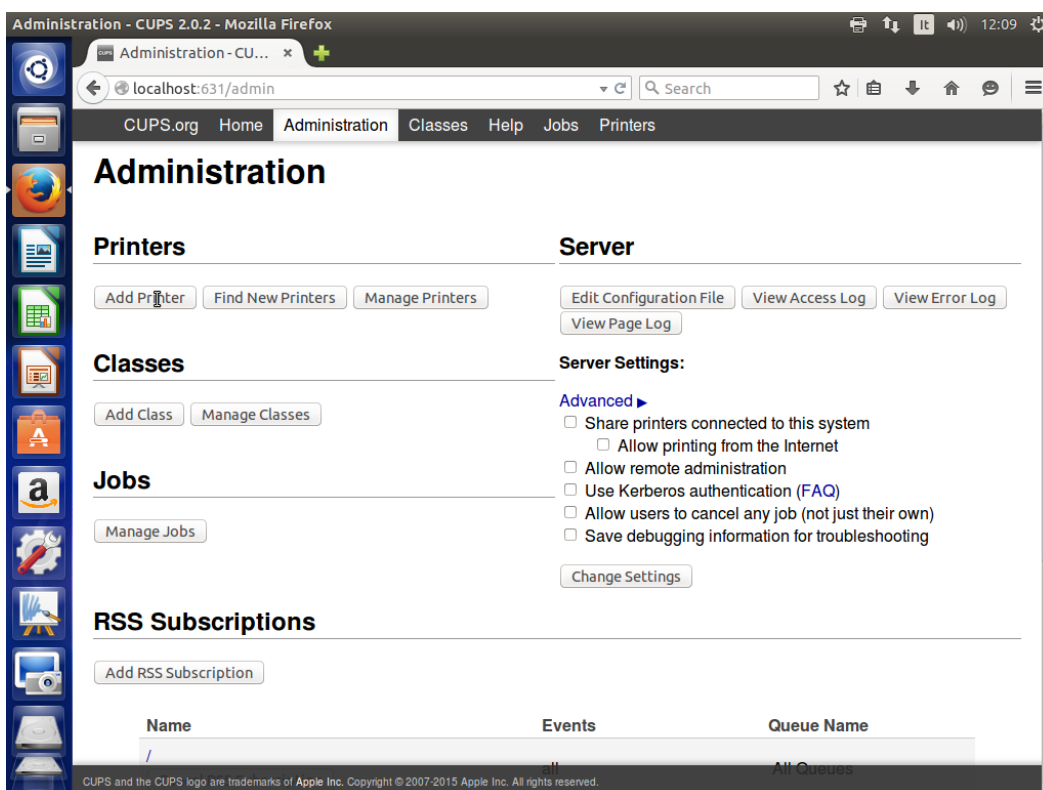 Administration - CUPS 2.0.2 - Mozilla Firefox
It
12:09
CUPS
Administration - CU...
localhost:631/admin
Search
CUPS.org Home Administration Classes Help Jobs Printers
Administration
Printers
Add Printer Find New Printers Manage Printers
Classes
Add Class Manage Classes
Jobs
Manage Jobs
Server
Edit Configuration File View Access Log View Error Log
View Page Log
Server Settings:
Advanced ▶
Share printers connected to this system
Allow printing from the Internet
Allow remote administration
Use Kerberos authentication (FAQ)
Allow users to cancel any job (not just their own)
Save debugging information for troubleshooting
Change Settings
RSS Subscriptions
Add RSS Subscription
Name Events Queue Name
/
all All Queues
CUPS and the CUPS logo are trademarks of Apple Inc. Copyright © 2007-2015 Apple Inc. All rights reserved.